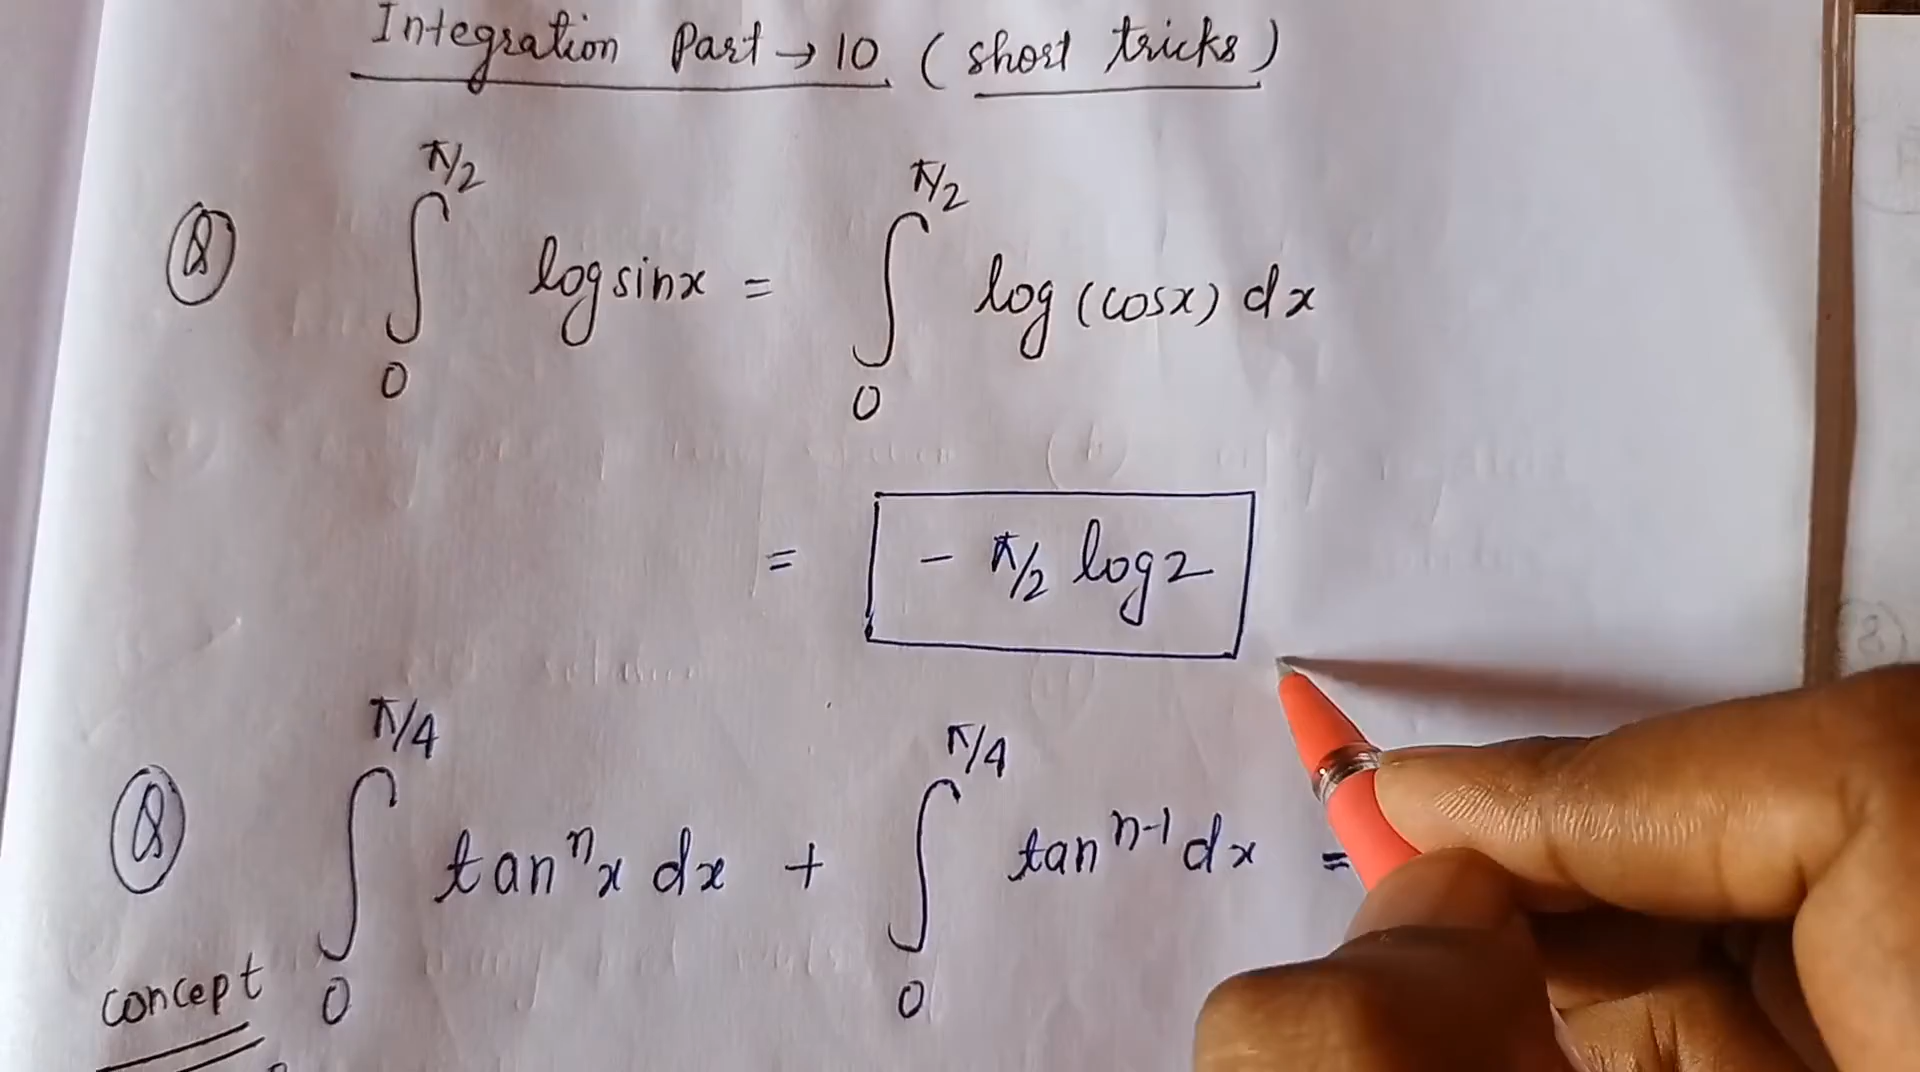 Integration Part → 10 (short tricks)
Q ∫₀^π/2 log sinx = ∫₀^π/2 log (cosx) dx
= - π/2 log2
Q ∫₀^π/4 tanⁿx dx + ∫₀^π/4 tanⁿ⁻¹ dx =
concept